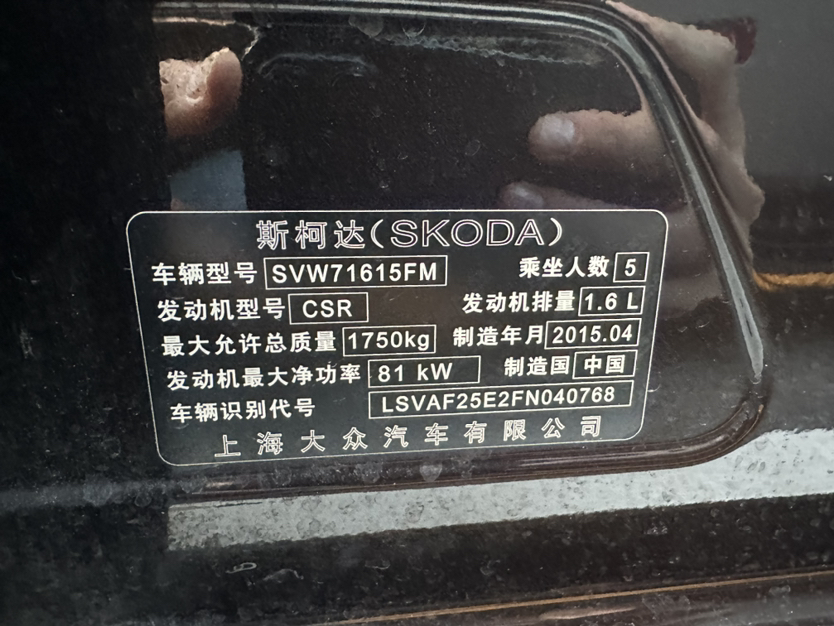 斯柯达(SKODA)
车辆型号 SVW71615FM 乘坐人数 5
发动机型号 CSR 发动机排量 1.6 L
最大允许总质量 1750kg 制造年月 2015.04
发动机最大净功率 81 kW 制造国 中国
车辆识别代号 LSVAF25E2FN040768
上海大众汽车有限公司